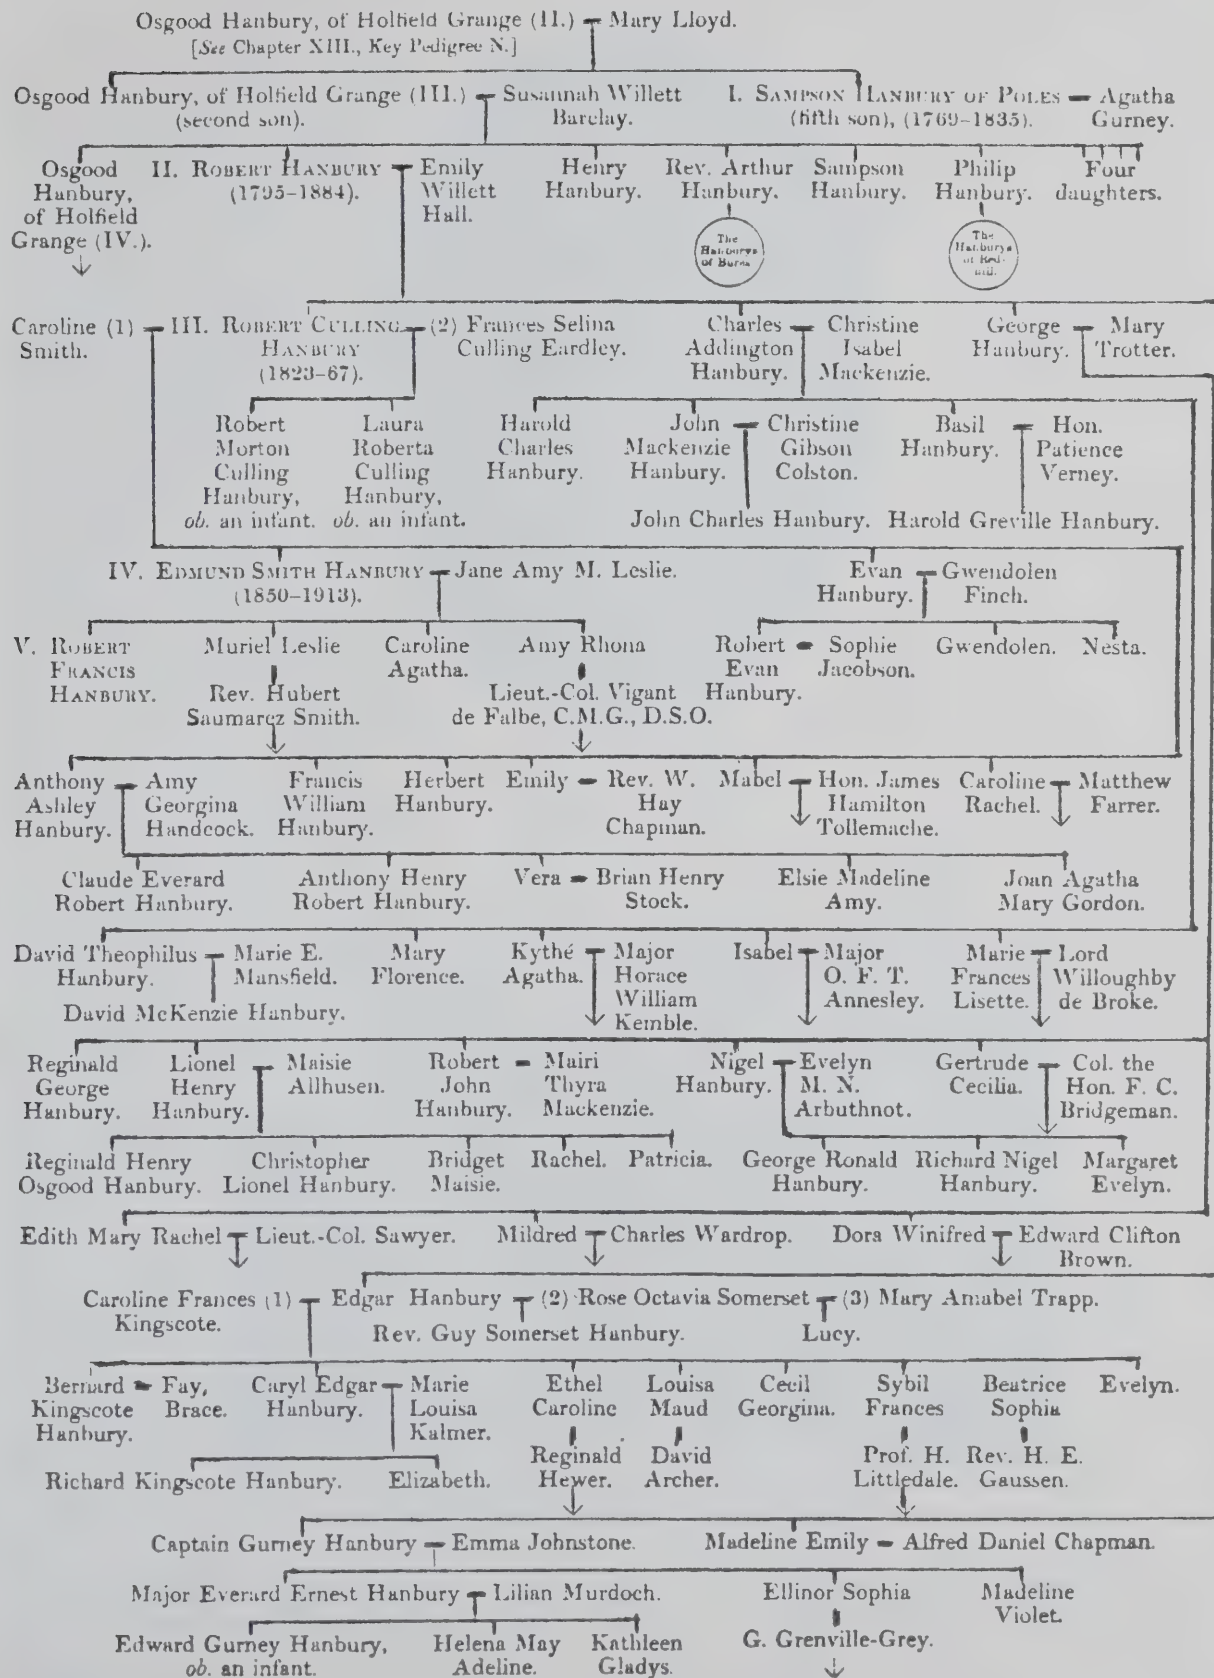 Osgood Hanbury, of Holfield Grange (II.) Mary Lloyd.
[See Chapter XIII., Key Pedigree N.]
Osgood Hanbury, of Holfield Grange (III.) Susannah Willett I. SAMPSON HANBURY OF POLES Agatha
(second son). Barclay. (fifth son), (1769–1835). Gurney.
Osgood II. ROBERT HANBURY Emily Henry Rev. Arthur Sampson Philip Four
Hanbury, (1795–1884). Willett Hanbury. Hanbury. Hanbury. Hanbury. daughters.
of Holfield Hall.
Grange (IV.).
The The
Hanburys Hanburys
of Bures of Red-
hill.
Caroline (1) III. ROBERT CULLING (2) Frances Selina Charles Christine George Mary
Smith. HANBURY Culling Eardley. Addington Isabel Hanbury. Trotter.
(1823–67). Hanbury. Mackenzie.
Robert Laura Harold John Christine Basil Hon.
Morton Roberta Charles Mackenzie Gibson Hanbury. Patience
Culling Culling Hanbury. Hanbury. Colston. Verney.
Hanbury, Hanbury,
ob. an infant. ob. an infant. John Charles Hanbury. Harold Greville Hanbury.
IV. EDMUND SMITH HANBURY Jane Amy M. Leslie. Evan Gwendolen
(1850–1913). Hanbury. Finch.
V. ROBERT Muriel Leslie Caroline Amy Rhona Robert Sophie Gwendolen. Nesta.
FRANCIS Agatha. Evan Jacobson.
HANBURY. Rev. Hubert Lieut.-Col. Vigant Hanbury.
Saumarez Smith. de Falbe, C.M.G., D.S.O.
Anthony Amy Francis Herbert Emily Rev. W. Mabel Hon. James Caroline Matthew
Ashley Georgina William Hanbury. Hay Hamilton Rachel. Farrer.
Hanbury. Handcock. Hanbury. Chapman. Tollemache.
Claude Everard Anthony Henry Vera Brian Henry Elsie Madeline Joan Agatha
Robert Hanbury. Robert Hanbury. Stock. Amy. Mary Gordon.
David Theophilus Marie E. Mary Kythé Major Isabel Major Marie Lord
Hanbury. Mansfield. Florence. Agatha. Horace O. F. T. Frances Willoughby
William Annesley. Lisette. de Broke.
David McKenzie Hanbury. Kemble.
Reginald Lionel Maisie Robert Mairi Nigel Evelyn Gertrude Col. the
George Henry Allhusen. John Thyra Hanbury. M. N. Cecilia. Hon. F. C.
Hanbury. Hanbury. Hanbury. Mackenzie. Arbuthnot. Bridgeman.
Reginald Henry Christopher Bridget Rachel. Patricia. George Ronald Richard Nigel Margaret
Osgood Hanbury. Lionel Hanbury. Maisie. Hanbury. Hanbury. Evelyn.
Edith Mary Rachel Lieut.-Col. Sawyer. Mildred Charles Wardrop. Dora Winifred Edward Clifton
Brown.
Caroline Frances (1) Edgar Hanbury (2) Rose Octavia Somerset (3) Mary Amabel Trapp.
Kingscote. Rev. Guy Somerset Hanbury. Lucy.
Bernard Fay, Caryl Edgar Marie Ethel Louisa Cecil Sybil Beatrice Evelyn.
Kingscote Brace. Hanbury. Louisa Caroline Maud Georgina. Frances Sophia
Hanbury. Kalmer.
Reginald David Prof. H. Rev. H. E.
Richard Kingscote Hanbury. Elizabeth. Hewer. Archer. Littledale. Gaussen.
Captain Gurney Hanbury Emma Johnstone. Madeline Emily Alfred Daniel Chapman.
Major Everard Ernest Hanbury Lilian Murdoch. Ellinor Sophia Madeline
Violet.
Edward Gurney Hanbury, Helena May Kathleen G. Grenville-Grey.
ob. an infant. Adeline. Gladys.